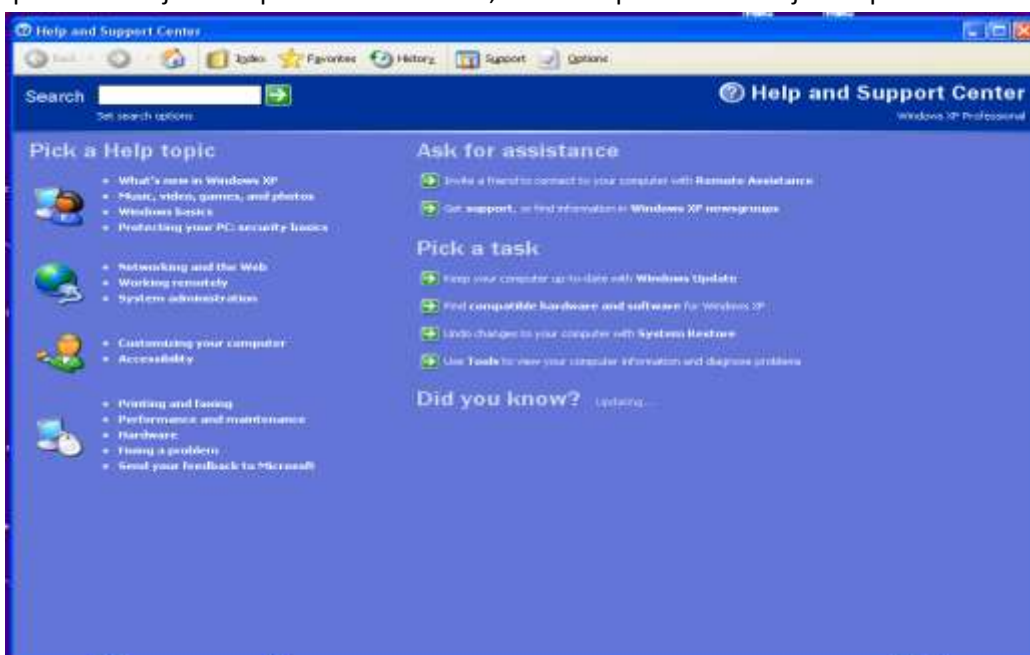 Help and Support Center
Back Index Favorites History Support Options
Search
Set search options
Help and Support Center
Windows XP Professional
Pick a Help topic
What's new in Windows XP
Music, video, games, and photos
Windows basics
Protecting your PC: security basics
Networking and the Web
Working remotely
System administration
Customizing your computer
Accessibility
Printing and faxing
Performance and maintenance
Hardware
Fixing a problem
Send your feedback to Microsoft
Ask for assistance
Invite a friend to connect to your computer with Remote Assistance
Get support, or find information in Windows XP newsgroups
Pick a task
Keep your computer up-to-date with Windows Update
Find compatible hardware and software for Windows XP
Undo changes to your computer with System Restore
Use Tools to view your computer information and diagnose problems
Did you know? Updating...